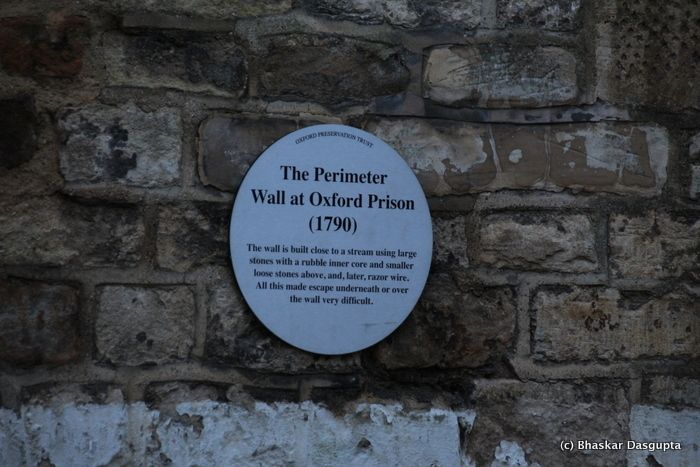 OXFORD PRESERVATION TRUST
The Perimeter
Wall at Oxford Prison
(1790)
The wall is built close to a stream using large
stones with a rubble inner core and smaller
loose stones above, and, later, razor wire.
All this made escape underneath or over
the wall very difficult.
(c) Bhaskar Dasgupta